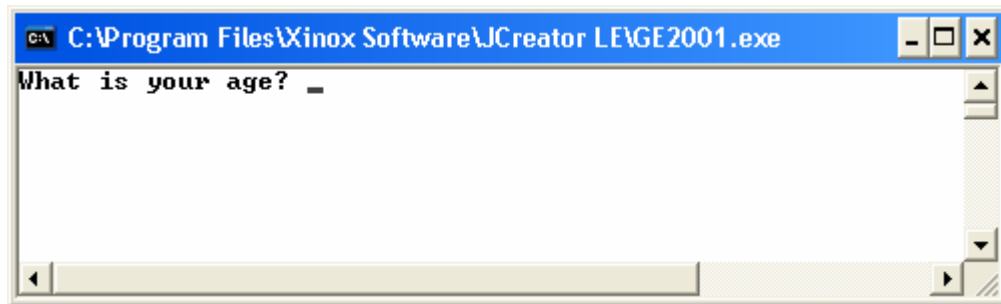 C:\Program Files\Xinox Software\JCreator LE\GE2001.exe
What is your age? _